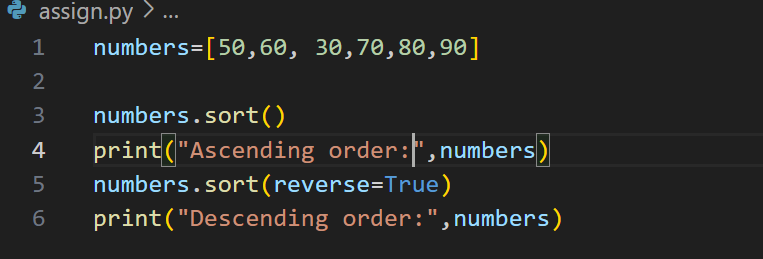 assign.py > ...
1 numbers=[50,60, 30,70,80,90]
2
3 numbers.sort()
4 print("Ascending order:",numbers)
5 numbers.sort(reverse=True)
6 print("Descending order:",numbers)